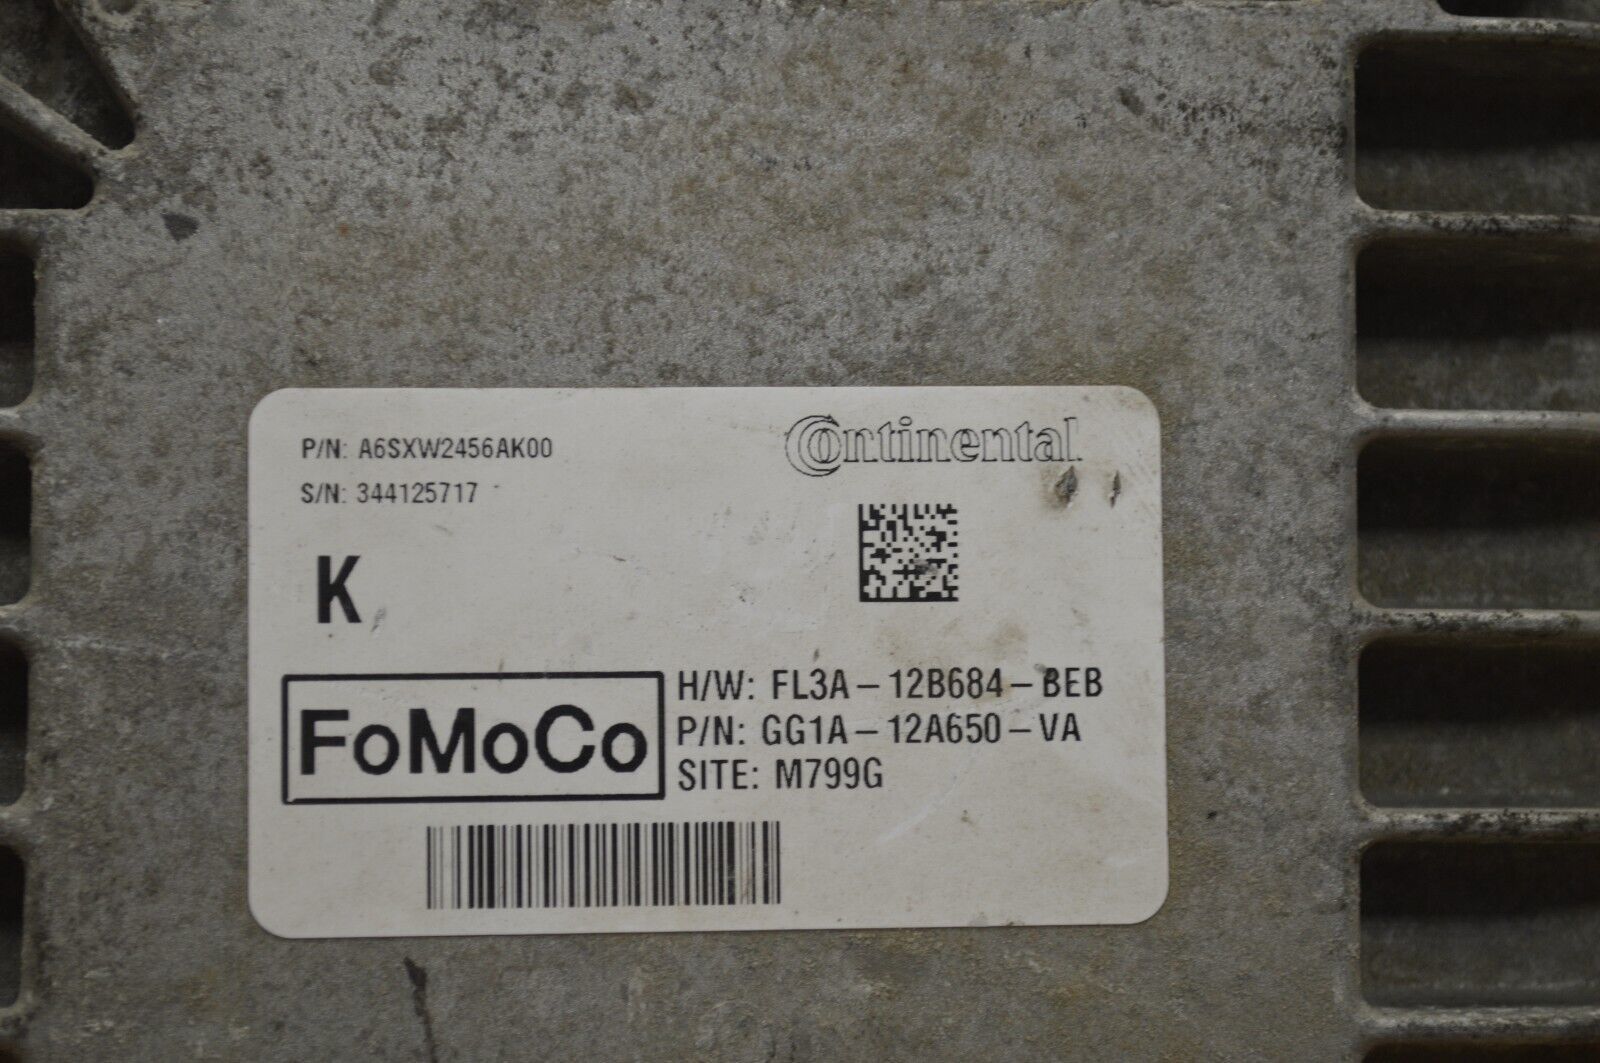 P/N: A6SXW2456AK00
Continental
S/N: 344125717
K
FoMoCo
H/W: FL3A-12B684-BEB
P/N: GG1A-12A650-VA
SITE: M799G